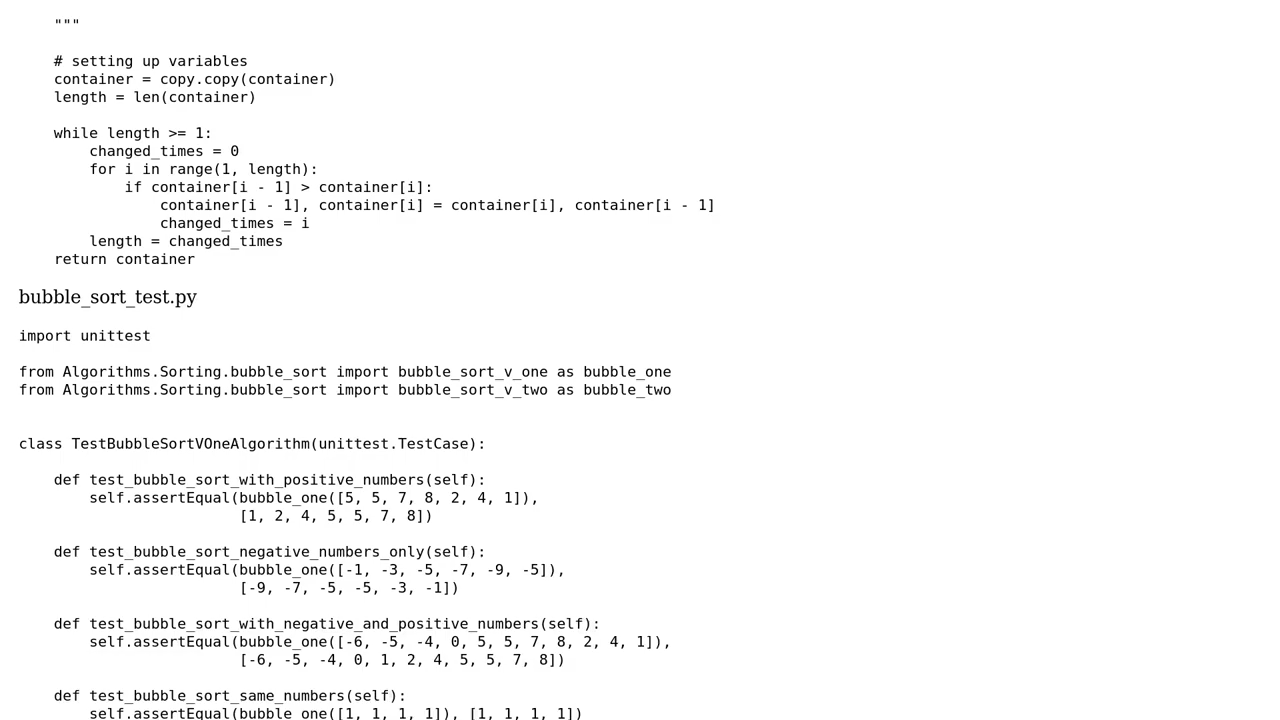 """
    # setting up variables
    container = copy.copy(container)
    length = len(container)
    while length >= 1:
        changed_times = 0
        for i in range(1, length):
            if container[i - 1] > container[i]:
                container[i - 1], container[i] = container[i], container[i - 1]
                changed_times = i
        length = changed_times
    return container
bubble_sort_test.py
import unittest
from Algorithms.Sorting.bubble_sort import bubble_sort_v_one as bubble_one
from Algorithms.Sorting.bubble_sort import bubble_sort_v_two as bubble_two
class TestBubbleSortVOneAlgorithm(unittest.TestCase):
    def test_bubble_sort_with_positive_numbers(self):
        self.assertEqual(bubble_one([5, 5, 7, 8, 2, 4, 1]),
                         [1, 2, 4, 5, 5, 7, 8])
    def test_bubble_sort_negative_numbers_only(self):
        self.assertEqual(bubble_one([-1, -3, -5, -7, -9, -5]),
                         [-9, -7, -5, -5, -3, -1])
    def test_bubble_sort_with_negative_and_positive_numbers(self):
        self.assertEqual(bubble_one([-6, -5, -4, 0, 5, 5, 7, 8, 2, 4, 1]),
                         [-6, -5, -4, 0, 1, 2, 4, 5, 5, 7, 8])
    def test_bubble_sort_same_numbers(self):
        self.assertEqual(bubble_one([1, 1, 1, 1]), [1, 1, 1, 1])